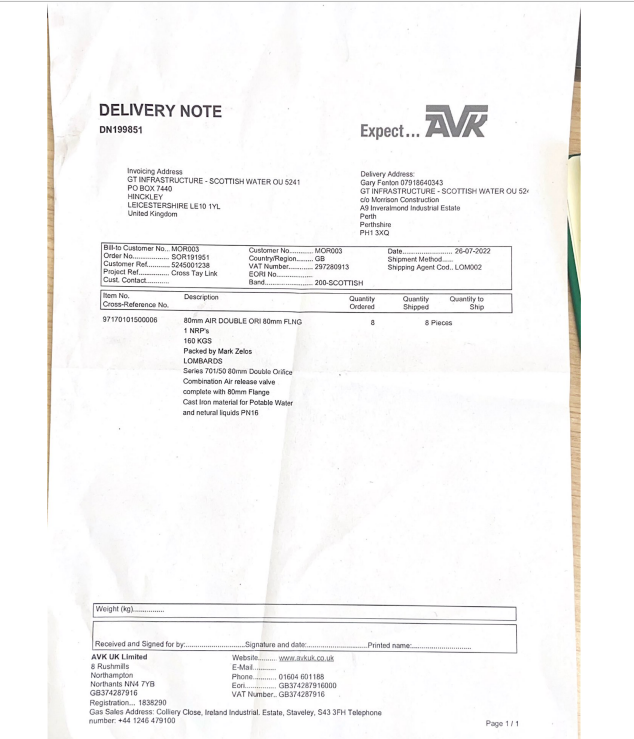 DELIVERY NOTE
DN199851
Expect... AVK
Invoicing Address
GT INFRASTRUCTURE - SCOTTISH WATER OU 5241
PO BOX 7440
HINCKLEY
LEICESTERSHIRE LE10 1YL
United Kingdom
Delivery Address:
Gary Fenton 07918640343
GT INFRASTRUCTURE - SCOTTISH WATER OU 524
c/o Morrison Construction
A9 Inveralmond Industrial Estate
Perth
Perthshire
PH1 3XQ
Bill-to Customer No... MOR003
Order No................ SOR191951
Customer Ref........... 5245001238
Project Ref............. Cross Tay Link
Cust. Contact...........
Customer No............ MOR003
Country/Region........ GB
VAT Number............ 297280913
EORI No.................
Band...................... 200-SCOTTISH
Date........................ 26-07-2022
Shipment Method.....
Shipping Agent Cod.. LOM002
Item No. Description Quantity Quantity Quantity to
Cross-Reference No. Ordered Shipped Ship
97170101500006 80mm AIR DOUBLE ORI 80mm FLNG 8 8 Pieces
1 NRP's
160 KGS
Packed by Mark Zelos
LOMBARDS
Series 701/50 80mm Double Orifice
Combination Air release valve
complete with 80mm Flange
Cast Iron material for Potable Water
and netural liquids PN16
Weight (kg)...............
Received and Signed for by:............................Signature and date:...................Printed name:............................
AVK UK Limited
8 Rushmills
Northampton
Northants NN4 7YB
GB374287916
Registration... 1838290
Website......... www.avkuk.co.uk
E-Mail...........
Phone........... 01604 601188
Eori.............. GB374287916000
VAT Number.. GB374287916
Gas Sales Address: Colliery Close, Ireland Industrial. Estate, Staveley, S43 3FH Telephone
number: +44 1246 479100
Page 1 / 1